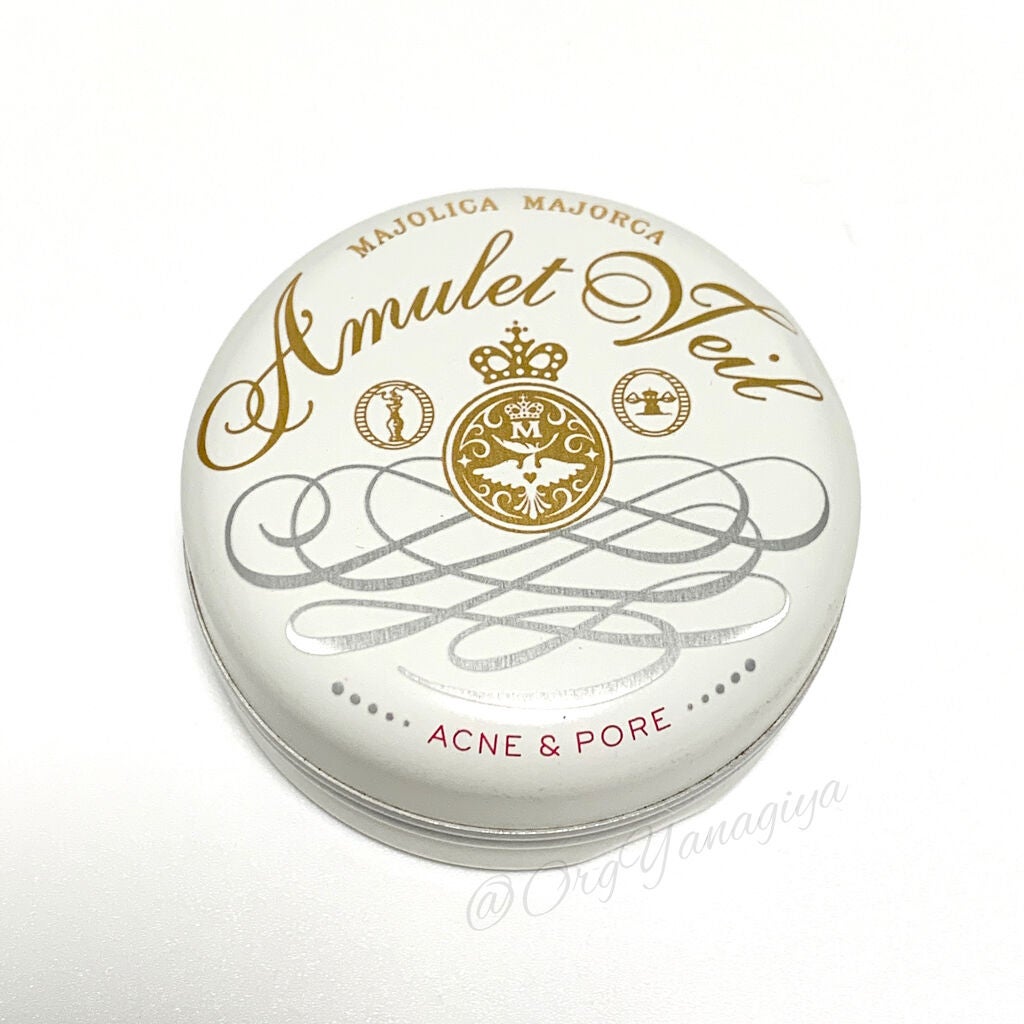 MAJOLICA MAJORCA
Amulet Veil
M
ACNE & PORE
@OrgYanagiya